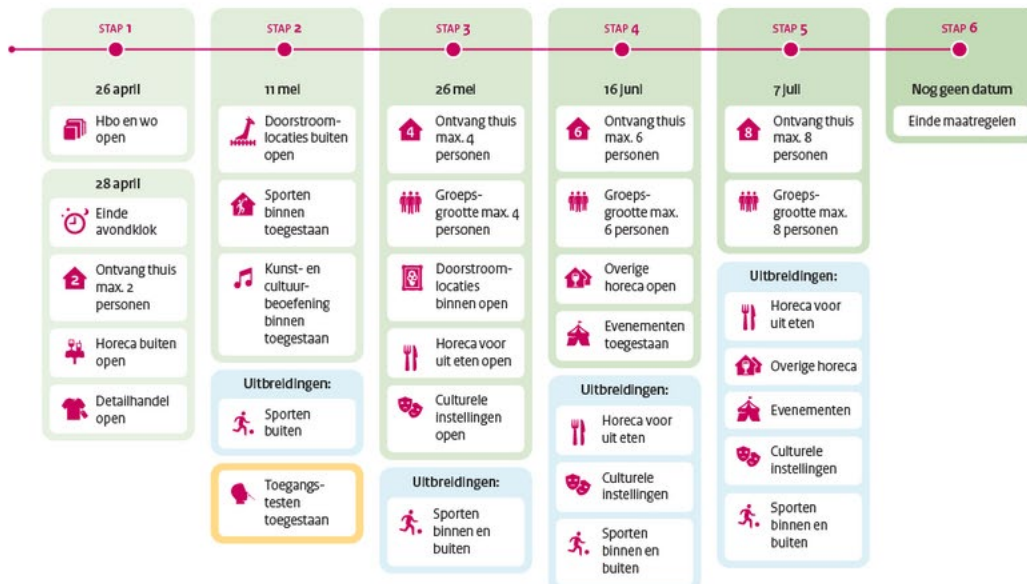 STAP 1
26 april
Hbo en wo
open
28 april
Einde
avondklok
2
Ontvang thuis
max. 2
personen
Horeca buiten
open
Detailhandel
open
STAP 2
11 mei
Doorstroom-
locaties buiten
open
Sporten
binnen
toegestaan
Kunst- en
cultuur-
beoefening
binnen
toegestaan
Uitbreidingen:
Sporten
buiten
Toegangs-
testen
toegestaan
STAP 3
26 mei
4
Ontvang thuis
max. 4
personen
Groeps-
grootte max. 4
personen
Doorstroom-
locaties
binnen open
Horeca voor
uit eten open
Culturele
instellingen
open
Uitbreidingen:
Sporten
binnen en
buiten
STAP 4
16 juni
6
Ontvang thuis
max. 6
personen
Groeps-
grootte max.
6 personen
Overige
horeca open
Evenementen
toegestaan
Uitbreidingen:
Horeca voor
uit eten
Culturele
instellingen
Sporten
binnen en
buiten
STAP 5
7 juli
8
Ontvang thuis
max. 8
personen
Groeps-
grootte max.
8 personen
Uitbreidingen:
Horeca voor
uit eten
Overige horeca
Evenementen
Culturele
instellingen
Sporten
binnen en
buiten
STAP 6
Nog geen datum
Einde maatregelen